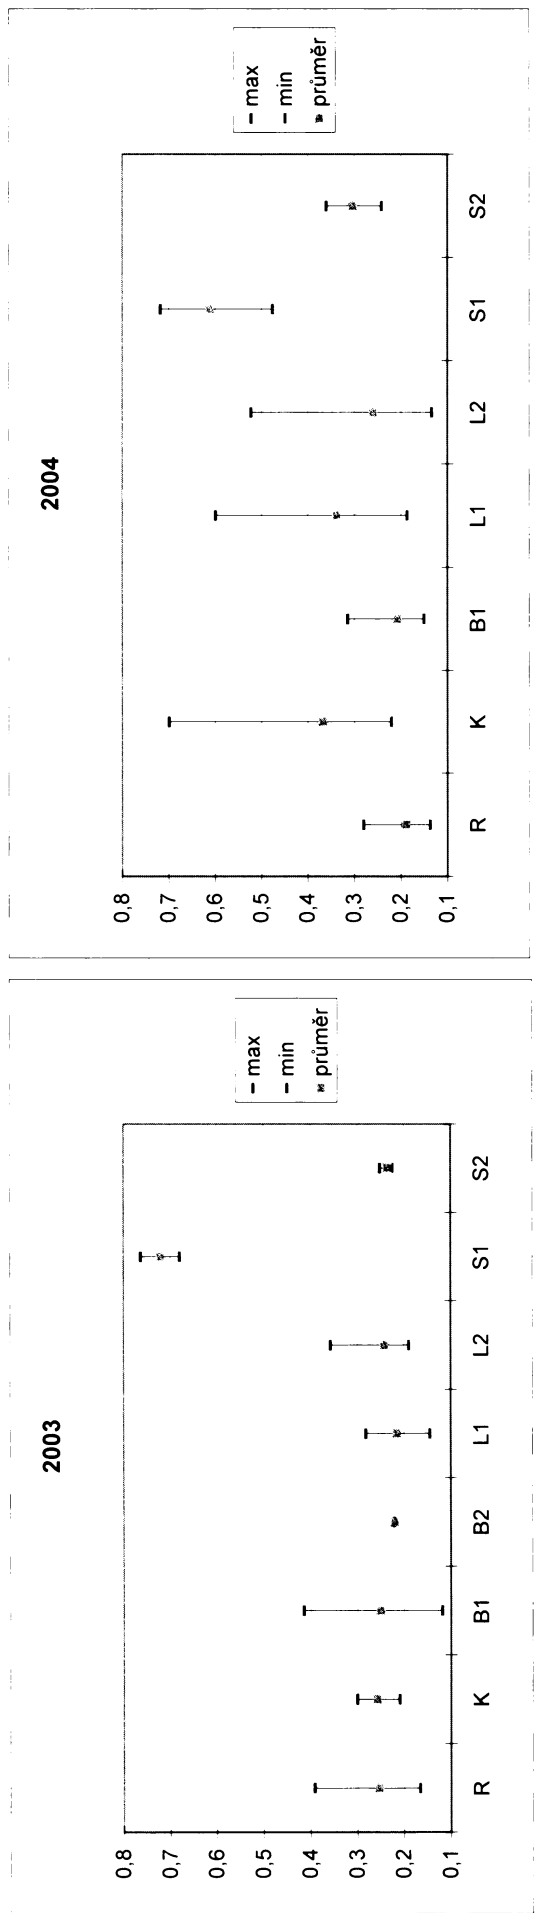 2003
0,8
0,7
0,6
0,5
0,4
0,3
0,2
0,1
R
K
B1
B2
L1
L2
S1
S2
max
min
průměr
2004
0,8
0,7
0,6
0,5
0,4
0,3
0,2
0,1
R
K
B1
L1
L2
S1
S2
max
min
průměr